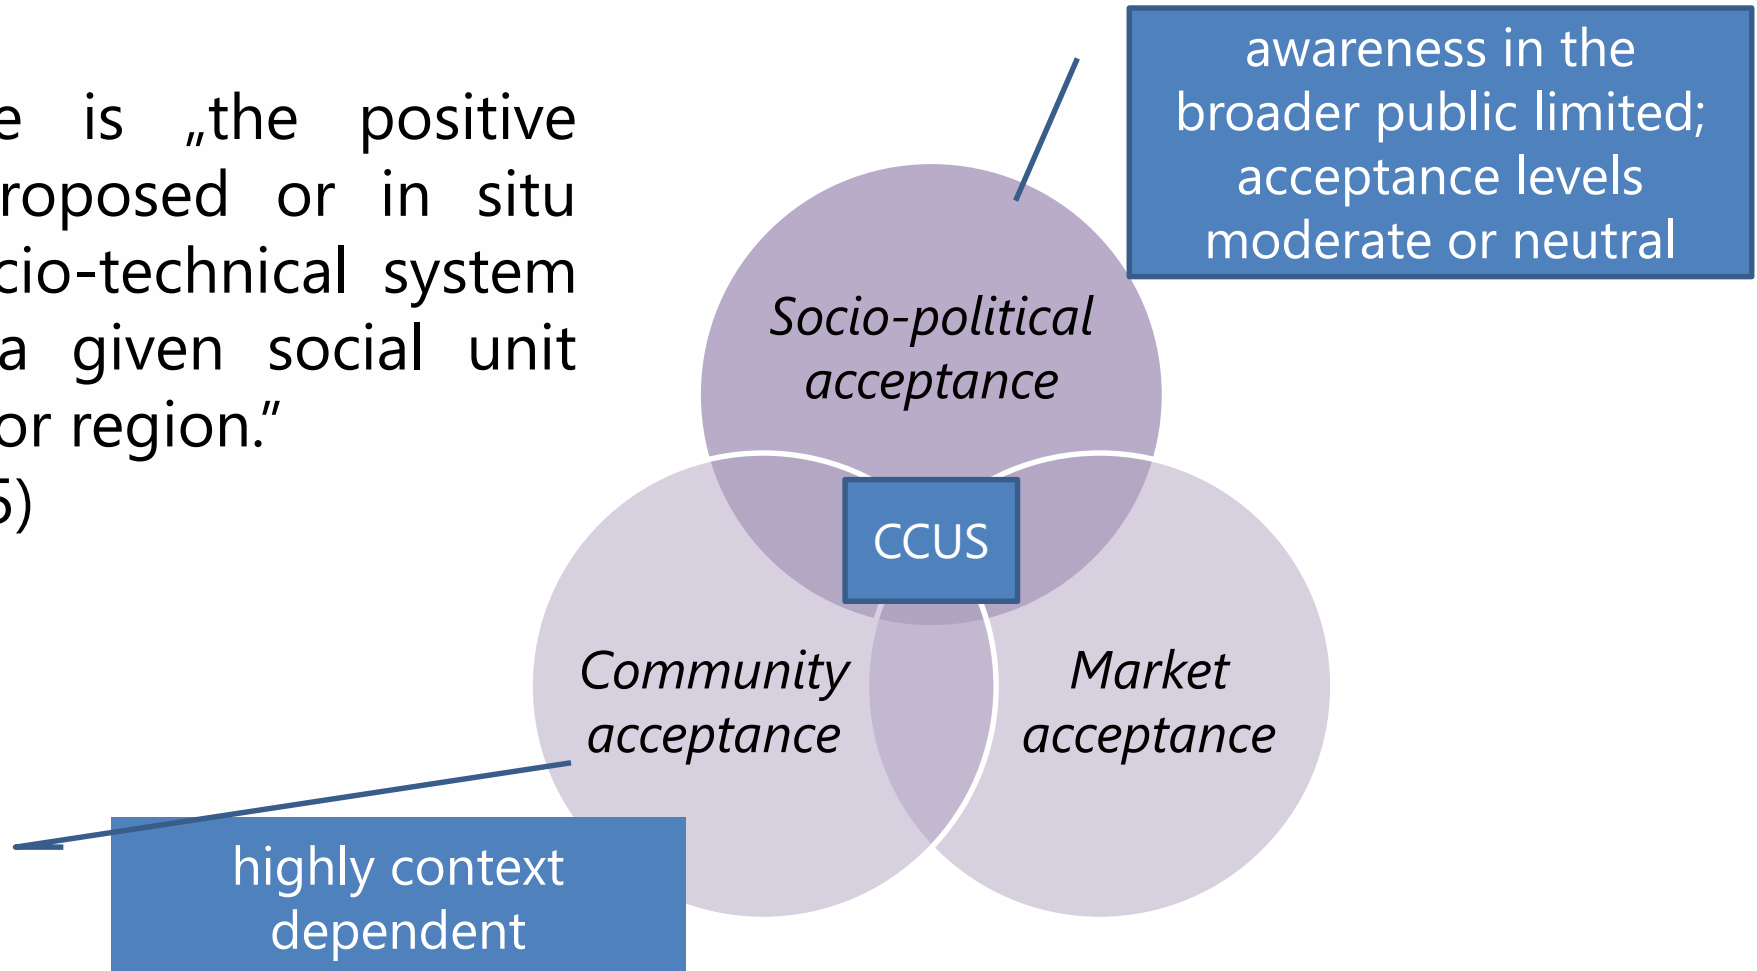 e is „the positive
roposed or in situ
cio-technical system
a given social unit
or region.”
5)
awareness in the
broader public limited;
acceptance levels
moderate or neutral
Socio-political
acceptance
CCUS
Community
acceptance
Market
acceptance
highly context
dependent